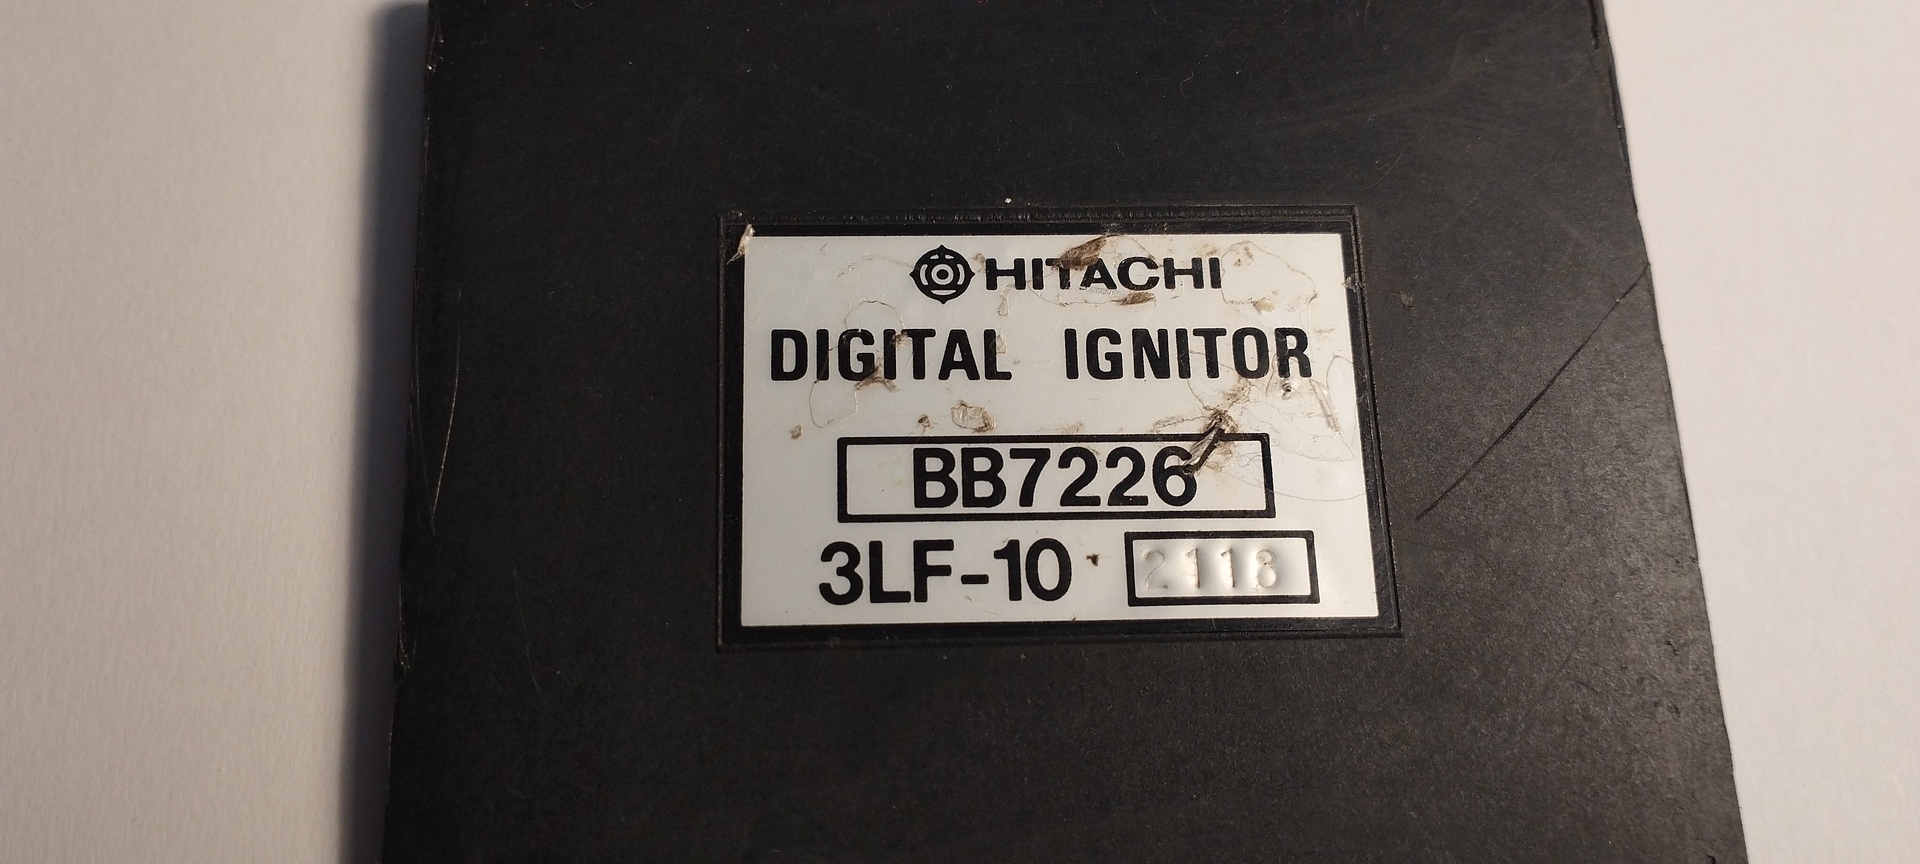 HITACHI
DIGITAL IGNITOR
BB7226
3LF-10 2118